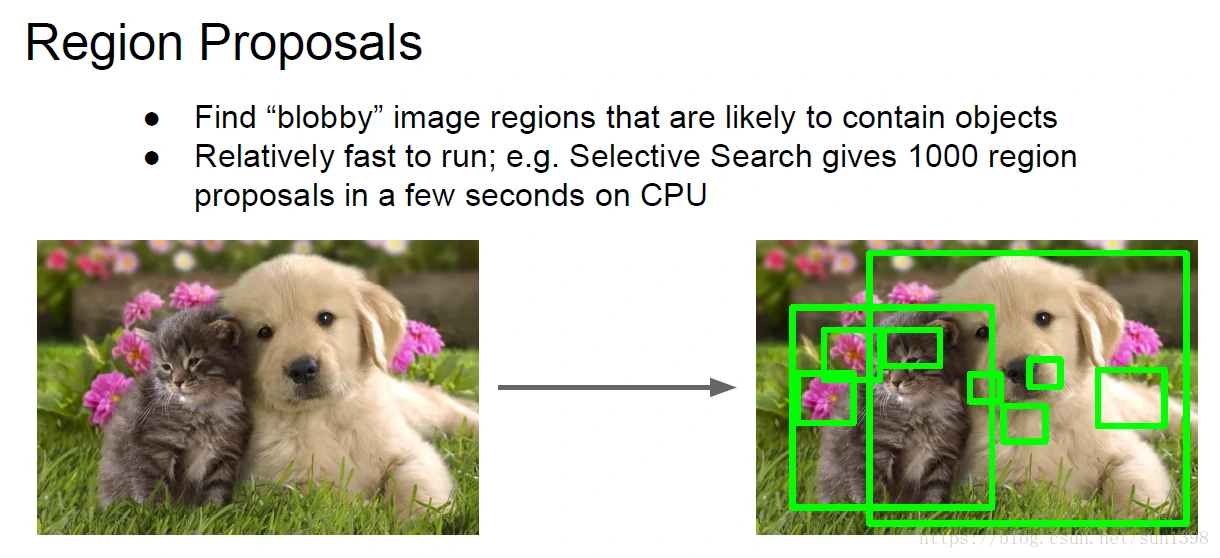 Region Proposals
● Find “blobby” image regions that are likely to contain objects
● Relatively fast to run; e.g. Selective Search gives 1000 region
proposals in a few seconds on CPU
https://blog.csdn.net/sunf398